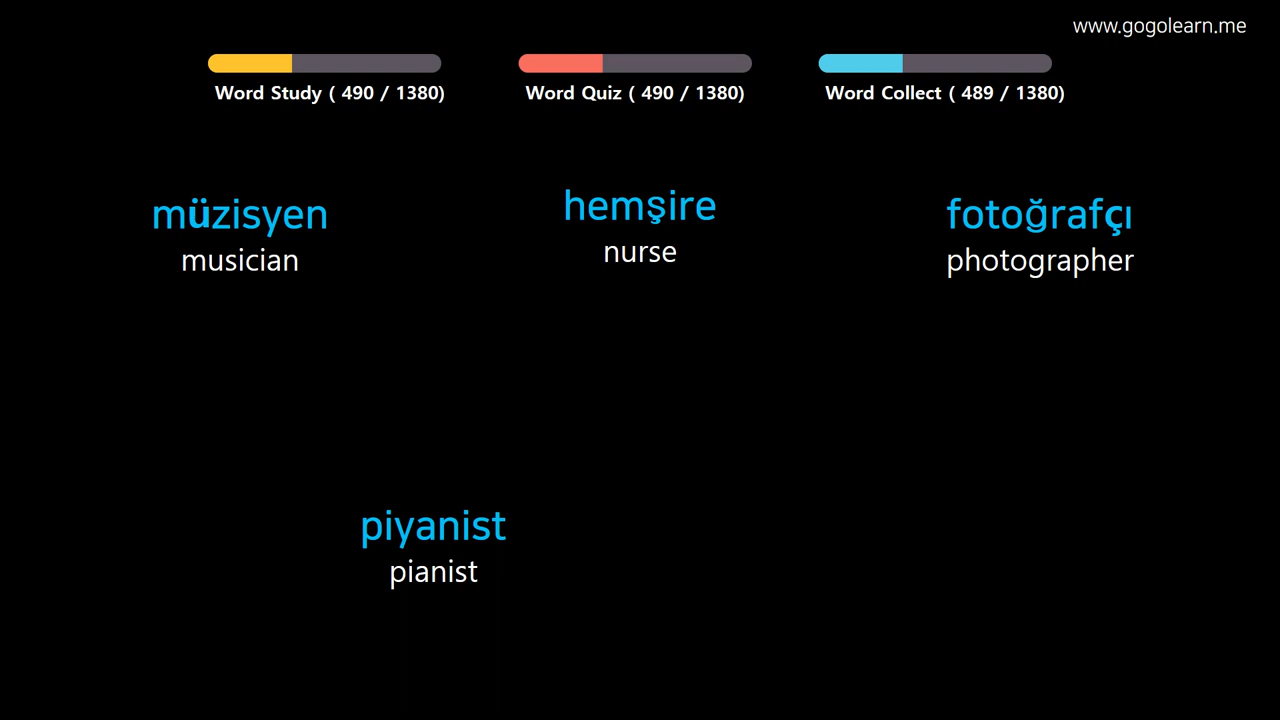 www.gogolearn.me
Word Study ( 490 / 1380)
Word Quiz ( 490 / 1380)
Word Collect ( 489 / 1380)
müzisyen
musician
hemşire
nurse
fotoğrafçı
photographer
piyanist
pianist